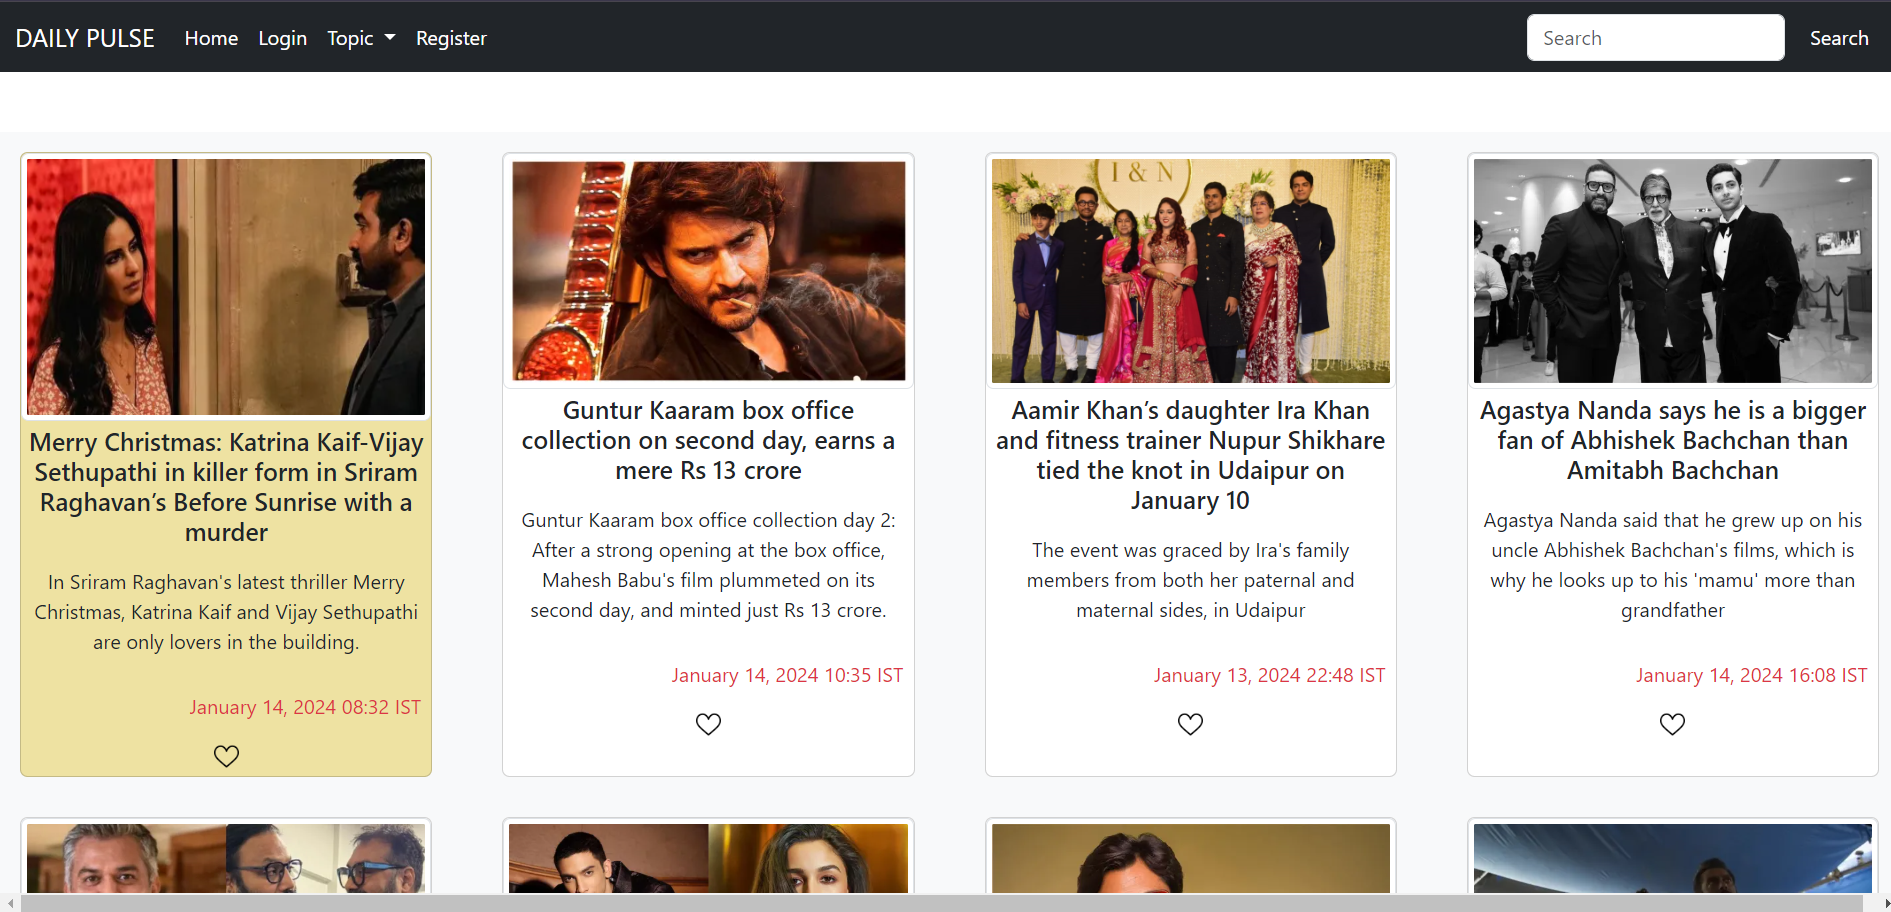 DAILY PULSE Home Login Topic Register Search Search
I & N
Merry Christmas: Katrina Kaif-Vijay
Sethupathi in killer form in Sriram
Raghavan’s Before Sunrise with a
murder
In Sriram Raghavan's latest thriller Merry
Christmas, Katrina Kaif and Vijay Sethupathi
are only lovers in the building.
January 14, 2024 08:32 IST
Guntur Kaaram box office
collection on second day, earns a
mere Rs 13 crore
Guntur Kaaram box office collection day 2:
After a strong opening at the box office,
Mahesh Babu's film plummeted on its
second day, and minted just Rs 13 crore.
January 14, 2024 10:35 IST
Aamir Khan’s daughter Ira Khan
and fitness trainer Nupur Shikhare
tied the knot in Udaipur on
January 10
The event was graced by Ira's family
members from both her paternal and
maternal sides, in Udaipur
January 13, 2024 22:48 IST
Agastya Nanda says he is a bigger
fan of Abhishek Bachchan than
Amitabh Bachchan
Agastya Nanda said that he grew up on his
uncle Abhishek Bachchan's films, which is
why he looks up to his 'mamu' more than
grandfather
January 14, 2024 16:08 IST